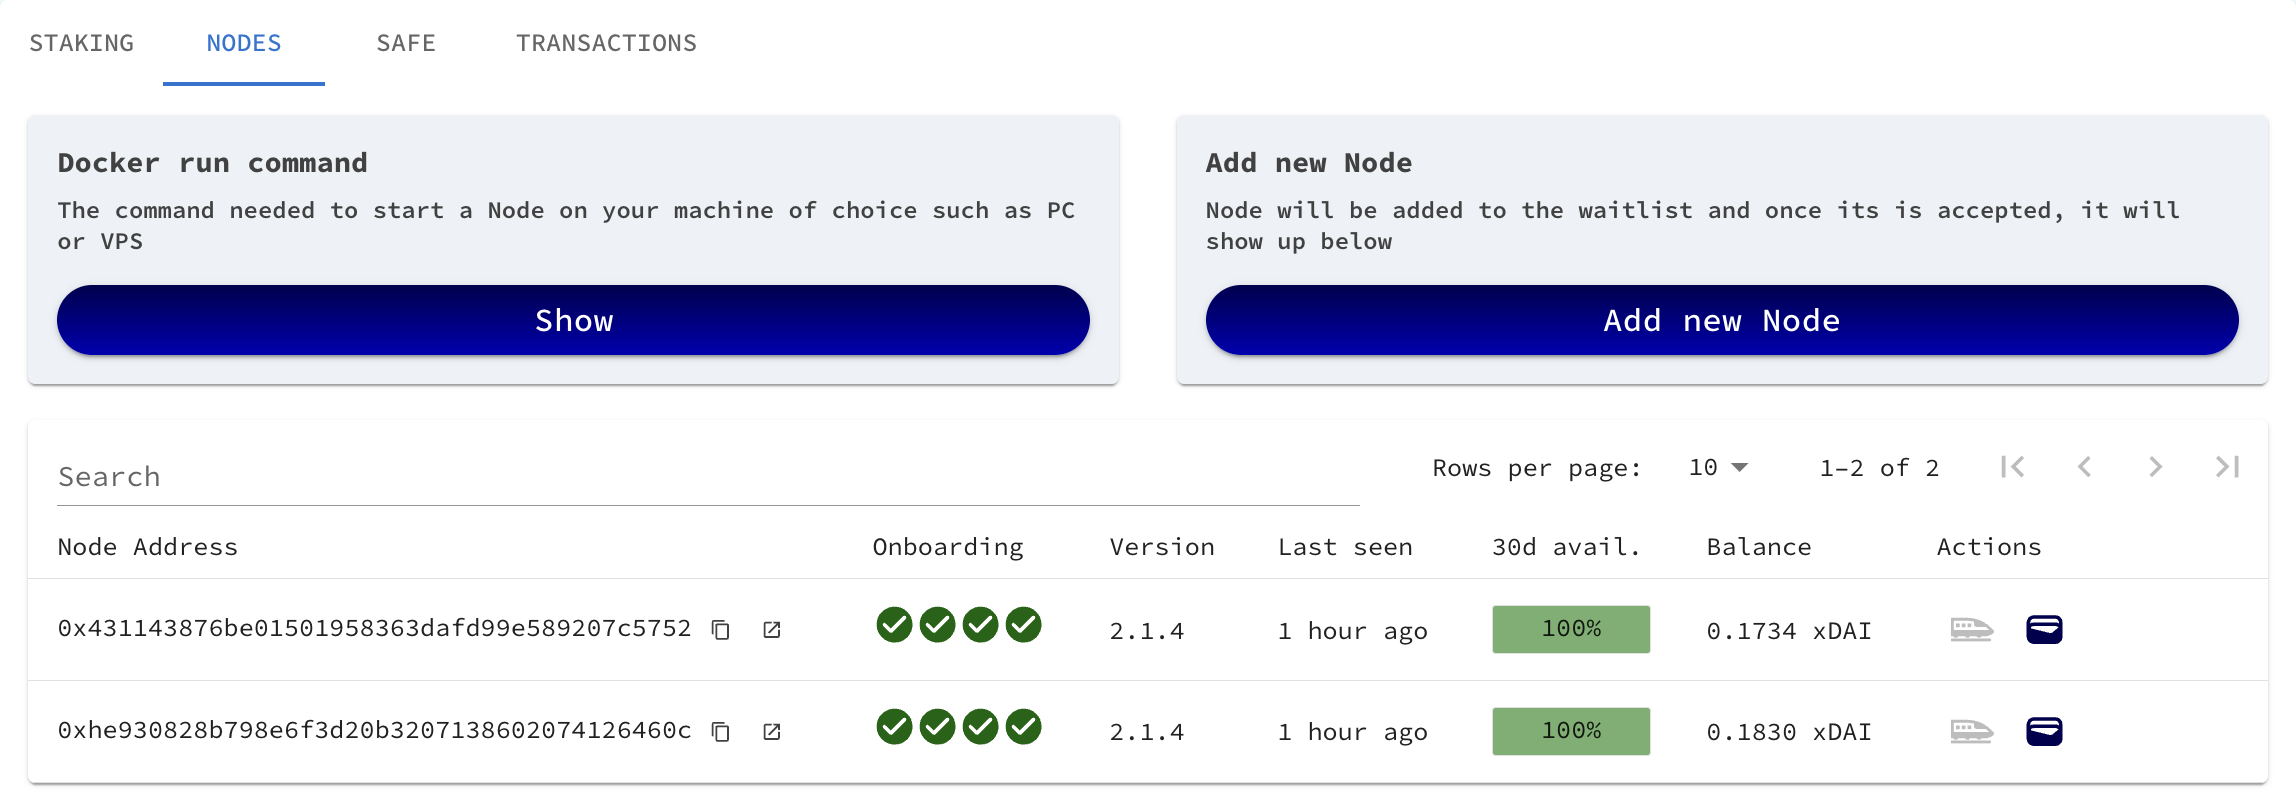 STAKING NODES SAFE TRANSACTIONS
Docker run command
The command needed to start a Node on your machine of choice such as PC
or VPS
Show
Add new Node
Node will be added to the waitlist and once its is accepted, it will
show up below
Add new Node
Search
Rows per page: 10 1–2 of 2
Node Address Onboarding Version Last seen 30d avail. Balance Actions
0x431143876be01501958363dafd99e589207c5752 2.1.4 1 hour ago 100% 0.1734 xDAI
0xhe930828b798e6f3d20b3207138602074126460c 2.1.4 1 hour ago 100% 0.1830 xDAI